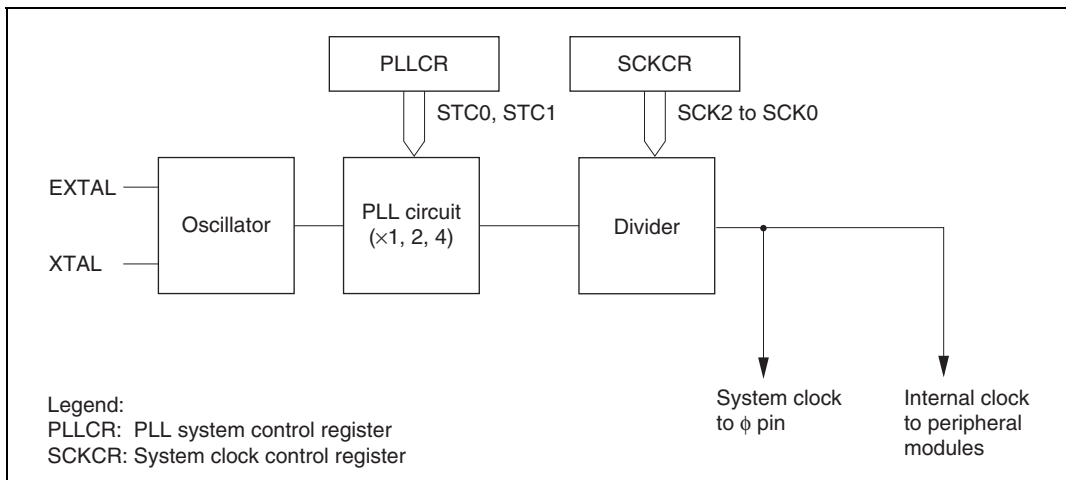 PLLCR
SCKCR
STC0, STC1
SCK2 to SCK0
EXTAL
XTAL
Oscillator
PLL circuit
(×1, 2, 4)
Divider
System clock
to ϕ pin
Internal clock
to peripheral
modules
Legend:
PLLCR: PLL system control register
SCKCR: System clock control register